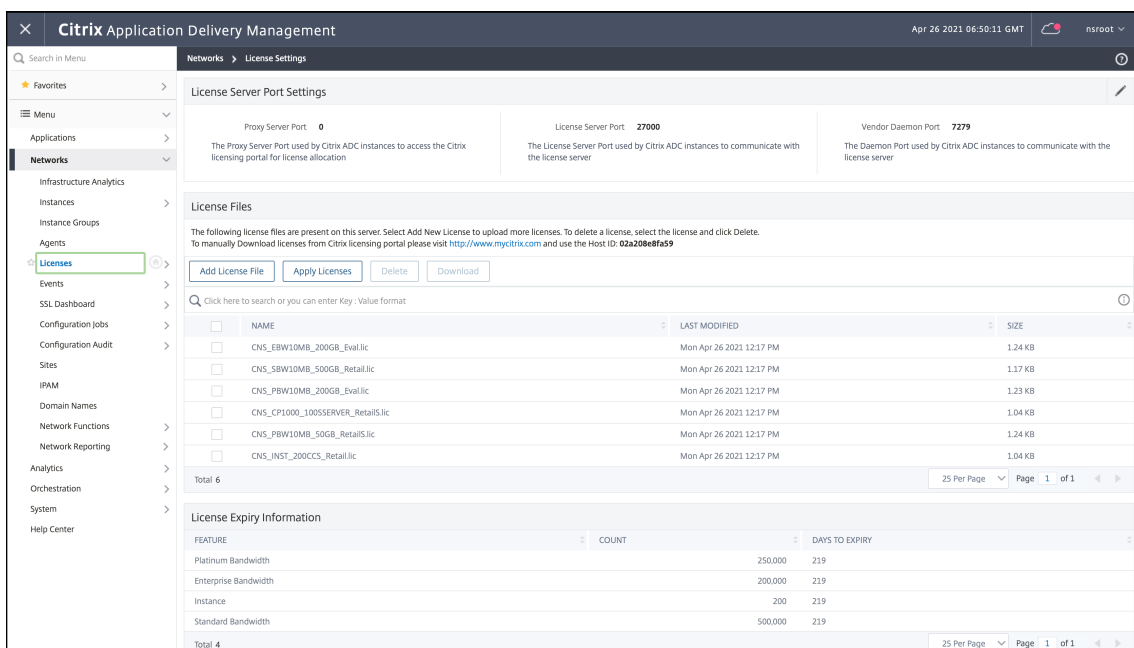 Citrix Application Delivery Management
Apr 26 2021 06:50:11 GMT
nsroot
Search in Menu
Networks > License Settings
Favorites
Menu
Applications
Networks
Infrastructure Analytics
Instances
Instance Groups
Agents
Licenses
Events
SSL Dashboard
Configuration Jobs
Configuration Audit
Sites
IPAM
Domain Names
Network Functions
Network Reporting
Analytics
Orchestration
System
Help Center
License Server Port Settings
Proxy Server Port 0
The Proxy Server Port used by Citrix ADC instances to access the Citrix
licensing portal for license allocation
License Server Port 27000
The License Server Port used by Citrix ADC instances to communicate with
the license server
Vendor Daemon Port 7279
The Daemon Port used by Citrix ADC instances to communicate with the
license server
License Files
The following license files are present on this server. Select Add New License to upload more licenses. To delete a license, select the license and click Delete.
To manually Download licenses from Citrix licensing portal please visit http://www.mycitrix.com and use the Host ID: 02a208e8fa59
Add License File Apply Licenses Delete Download
Click here to search or you can enter Key : Value format
NAME LAST MODIFIED SIZE
CNS_EBW10MB_200GB_Eval.lic Mon Apr 26 2021 12:17 PM 1.24 KB
CNS_SBW10MB_500GB_Retail.lic Mon Apr 26 2021 12:17 PM 1.17 KB
CNS_PBW10MB_200GB_Eval.lic Mon Apr 26 2021 12:17 PM 1.23 KB
CNS_CP1000_100SSERVER_RetailS.lic Mon Apr 26 2021 12:17 PM 1.04 KB
CNS_PBW10MB_50GB_RetailS.lic Mon Apr 26 2021 12:17 PM 1.24 KB
CNS_INST_200CCS_Retail.lic Mon Apr 26 2021 12:17 PM 1.04 KB
Total 6 25 Per Page Page 1 of 1
License Expiry Information
FEATURE COUNT DAYS TO EXPIRY
Platinum Bandwidth 250,000 219
Enterprise Bandwidth 200,000 219
Instance 200 219
Standard Bandwidth 500,000 219
Total 4 25 Per Page Page 1 of 1